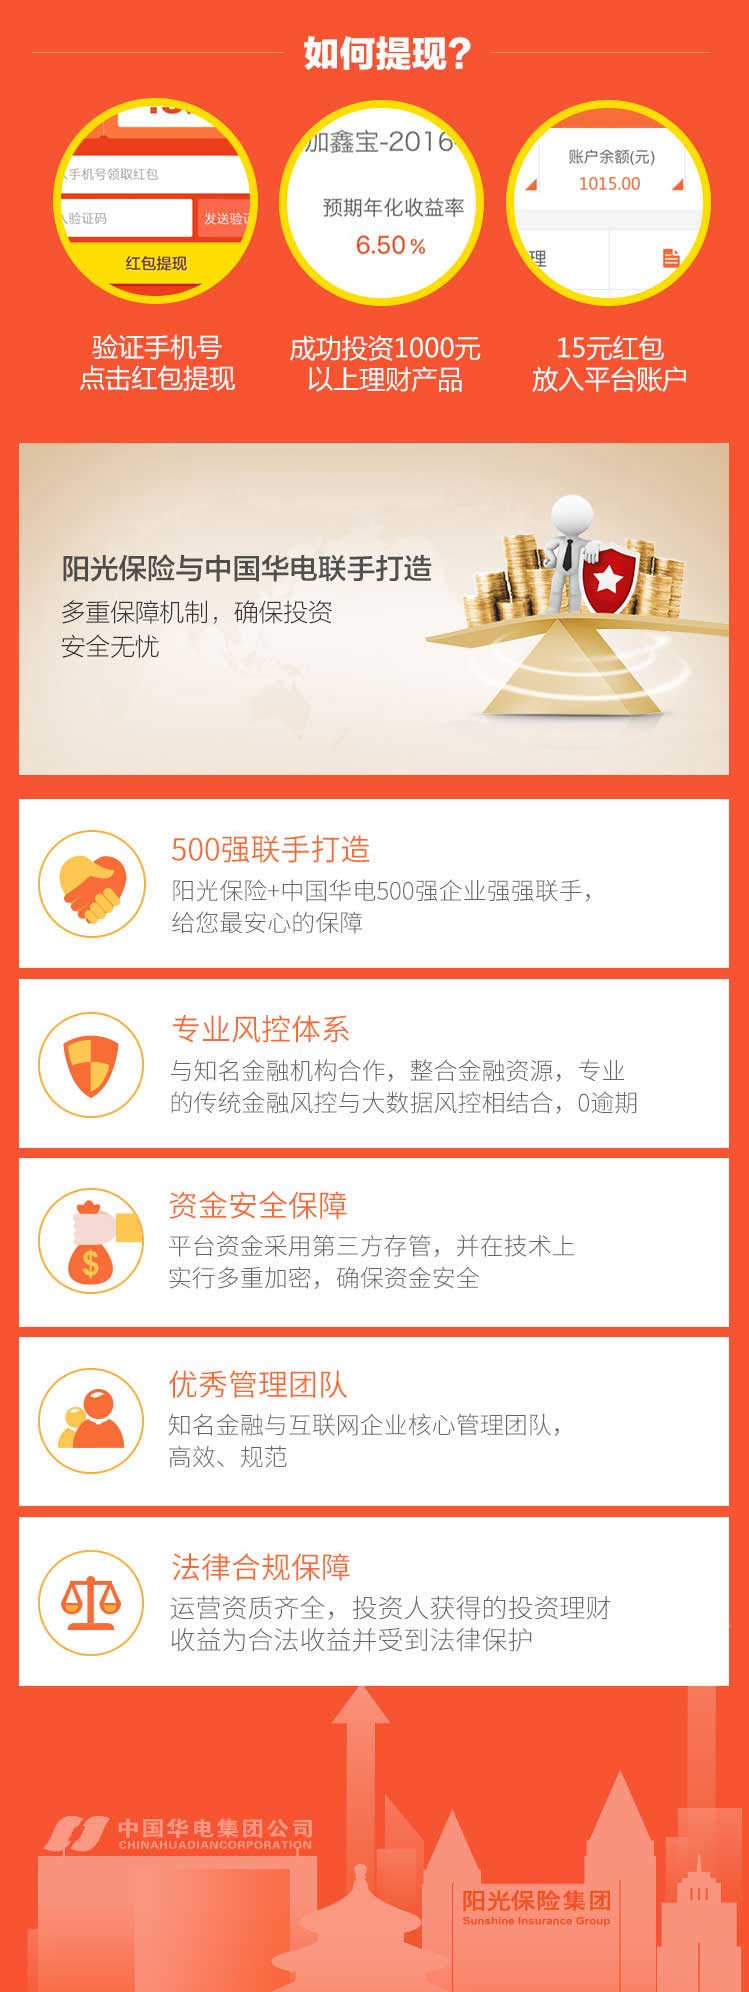 如何提现?
入手机号领取红包
入验证码
发送验证
红包提现
加鑫宝-2016
预期年化收益率
6.50%
账户余额(元)
1015.00
理
验证手机号
点击红包提现
成功投资1000元
以上理财产品
15元红包
放入平台账户
阳光保险与中国华电联手打造
多重保障机制，确保投资
安全无忧
500强联手打造
阳光保险+中国华电500强企业强强联手，
给您最安心的保障
专业风控体系
与知名金融机构合作，整合金融资源，专业
的传统金融风控与大数据风控相结合，0逾期
资金安全保障
平台资金采用第三方存管，并在技术上
实行多重加密，确保资金安全
$
优秀管理团队
知名金融与互联网企业核心管理团队，
高效、规范
法律合规保障
运营资质齐全，投资人获得的投资理财
收益为合法收益并受到法律保护
中国华电集团公司
CHINAHUADIANCORPORATION
阳光保险集团
Sunshine Insurance Group